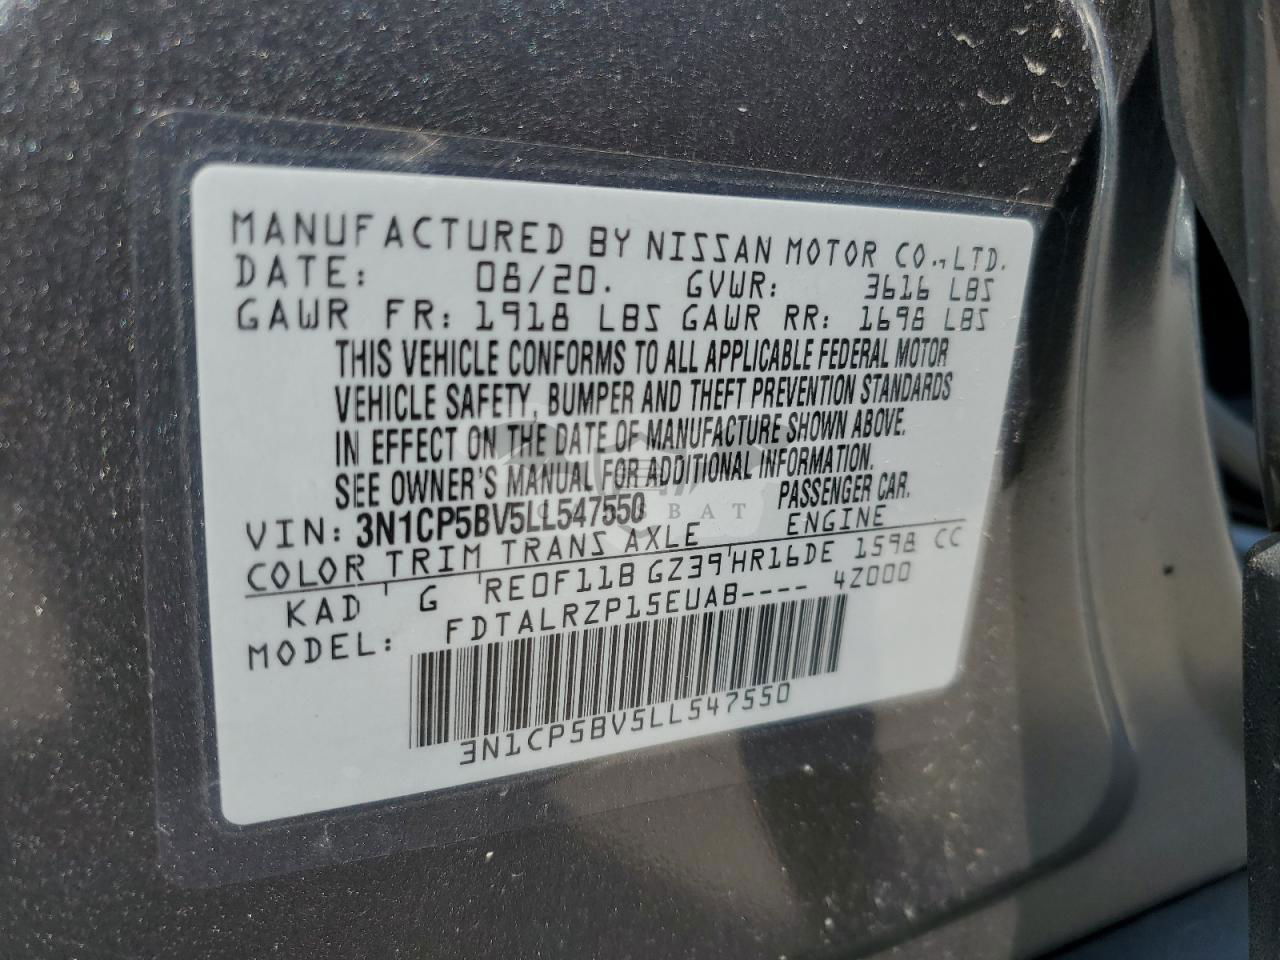 MANUFACTURED BY NISSAN MOTOR CO., LTD.
DATE: 08/20. GVWR: 3616 LBS
GAWR FR: 1918 LBS GAWR RR: 1698 LBS
THIS VEHICLE CONFORMS TO ALL APPLICABLE FEDERAL MOTOR
VEHICLE SAFETY, BUMPER AND THEFT PREVENTION STANDARDS
IN EFFECT ON THE DATE OF MANUFACTURE SHOWN ABOVE.
SEE OWNER'S MANUAL FOR ADDITIONAL INFORMATION.
VIN: 3N1CP5BV5LL547550 PASSENGER CAR.
COLOR TRIM TRANS AXLE ENGINE
KAD G RE0F11B GZ39 HR16DE 1598 CC
MODEL: FDTALRZP15EUAB---- 4Z000
3N1CP5BV5LL547550